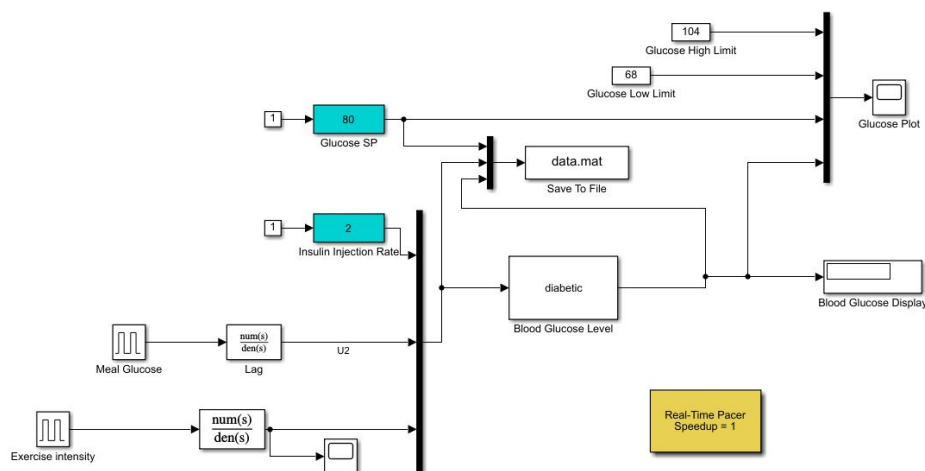 104
Glucose High Limit
68
Glucose Low Limit
Glucose Plot
1
80
Glucose SP
data.mat
Save To File
1
2
Insulin Injection Rate
diabetic
Blood Glucose Level
Blood Glucose Display
Meal Glucose
num(s)
den(s)
Lag
U2
Real-Time Pacer
Speedup = 1
Exercise intensity
num(s)
den(s)